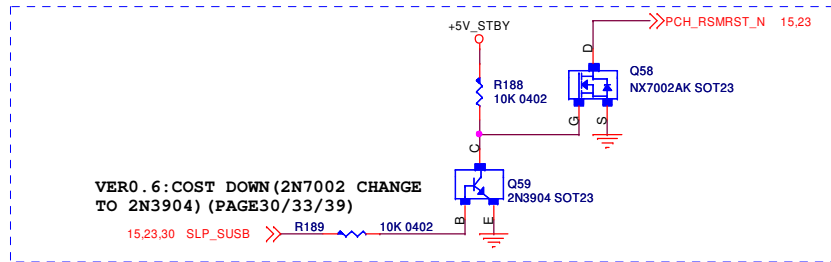 PCH_RSMRST_N 15,23
+5V_STBY
D
Q58
NX7002AK SOT23
R188
10K 0402
G
S
C
VER0.6:COST DOWN(2N7002 CHANGE
TO 2N3904)(PAGE30/33/39)
Q59
2N3904 SOT23
B
E
15,23,30 SLP_SUSB
R189
10K 0402